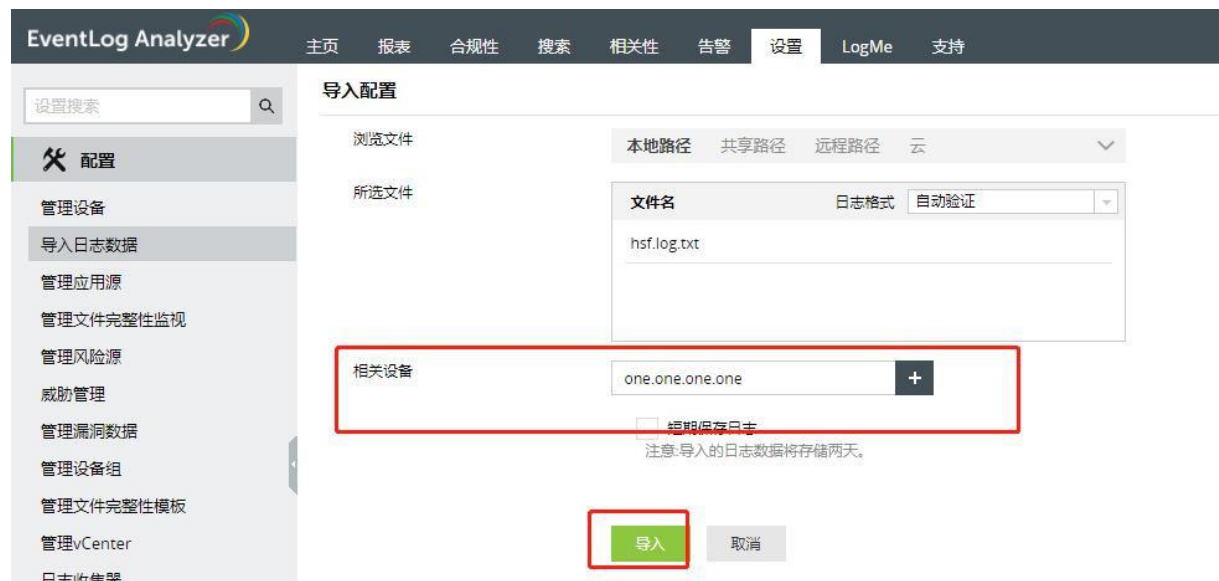 EventLog Analyzer
主页 报表 合规性 搜索 相关性 告警 设置 LogMe 支持
设置搜索
配置
管理设备
导入日志数据
管理应用源
管理文件完整性监视
管理风险源
威胁管理
管理漏洞数据
管理设备组
管理文件完整性模板
管理vCenter
日志收集器
导入配置
浏览文件
本地路径 共享路径 远程路径 云
所选文件
文件名 日志格式 自动验证
hsf.log.txt
相关设备
one.one.one.one +
短期保存日志
注意:导入的日志数据将存储两天。
导入 取消